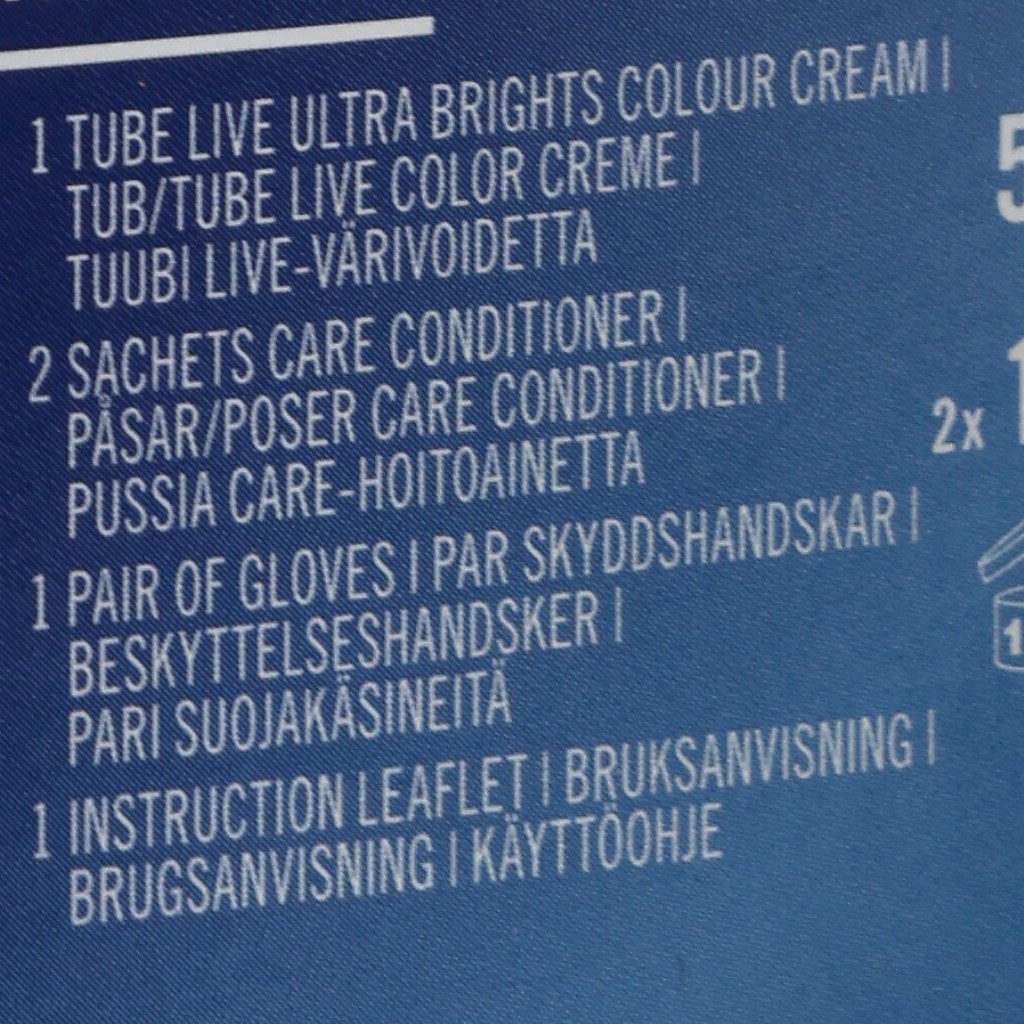 1 TUBE LIVE ULTRA BRIGHTS COLOUR CREAM |
TUB/TUBE LIVE COLOR CREME |
TUUBI LIVE-VÄRIVOIDETTA
2 SACHETS CARE CONDITIONER |
PÅSAR/POSER CARE CONDITIONER |
2x
PUSSIA CARE-HOITOAINETTA
1 PAIR OF GLOVES | PAR SKYDDSHANDSKAR |
BESKYTTELSESHANDSKER |
PARI SUOJAKÄSINEITÄ
1 INSTRUCTION LEAFLET | BRUKSANVISNING |
BRUGSANVISNING | KÄYTTÖOHJE